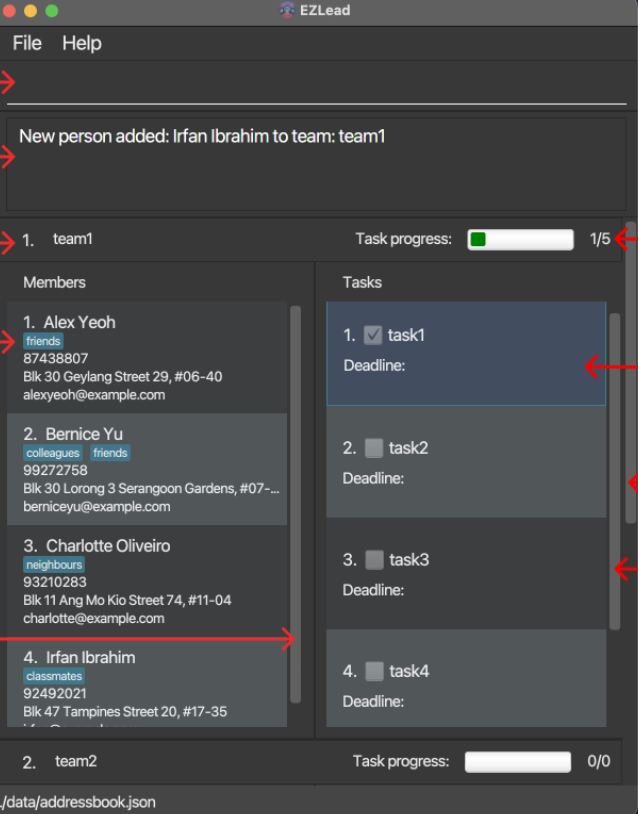 EZLead
File Help
New person added: Irfan Ibrahim to team: team1
1. team1 Task progress: 1/5
Members
1. Alex Yeoh
friends
87438807
Blk 30 Geylang Street 29, #06-40
alexyeoh@example.com
2. Bernice Yu
colleagues friends
99272758
Blk 30 Lorong 3 Serangoon Gardens, #07-...
berniceyu@example.com
3. Charlotte Oliveiro
neighbours
93210283
Blk 11 Ang Mo Kio Street 74, #11-04
charlotte@example.com
4. Irfan Ibrahim
classmates
92492021
Blk 47 Tampines Street 20, #17-35
Tasks
1. task1
Deadline:
2. task2
Deadline:
3. task3
Deadline:
4. task4
Deadline:
2. team2 Task progress: 0/0
./data/addressbook.json